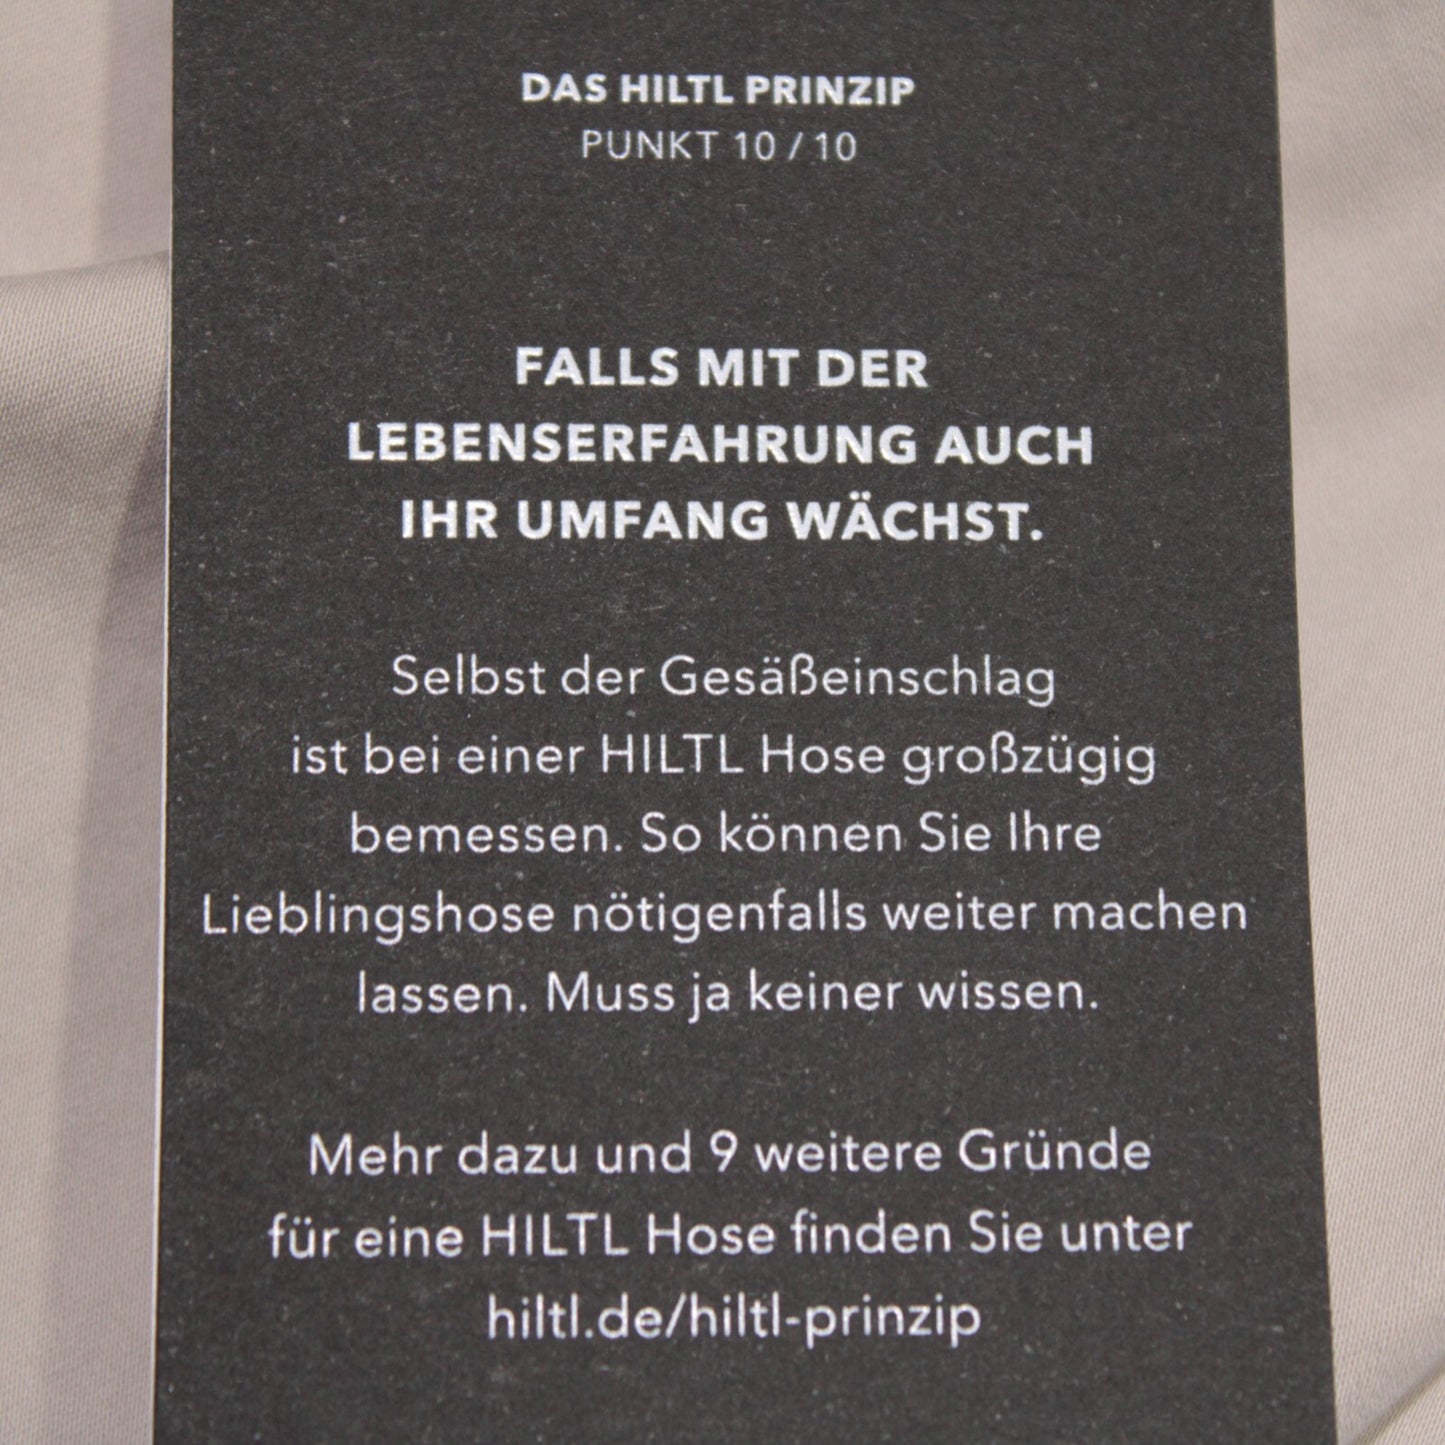 DAS HILTL PRINZIP
PUNKT 10 / 10
FALLS MIT DER
LEBENSERFAHRUNG AUCH
IHR UMFANG WÄCHST.
Selbst der Gesäßeinschlag
ist bei einer HILTL Hose großzügig
bemessen. So können Sie Ihre
Lieblingshose nötigenfalls weiter machen
lassen. Muss ja keiner wissen.
Mehr dazu und 9 weitere Gründe
für eine HILTL Hose finden Sie unter
hiltl.de/hiltl-prinzip